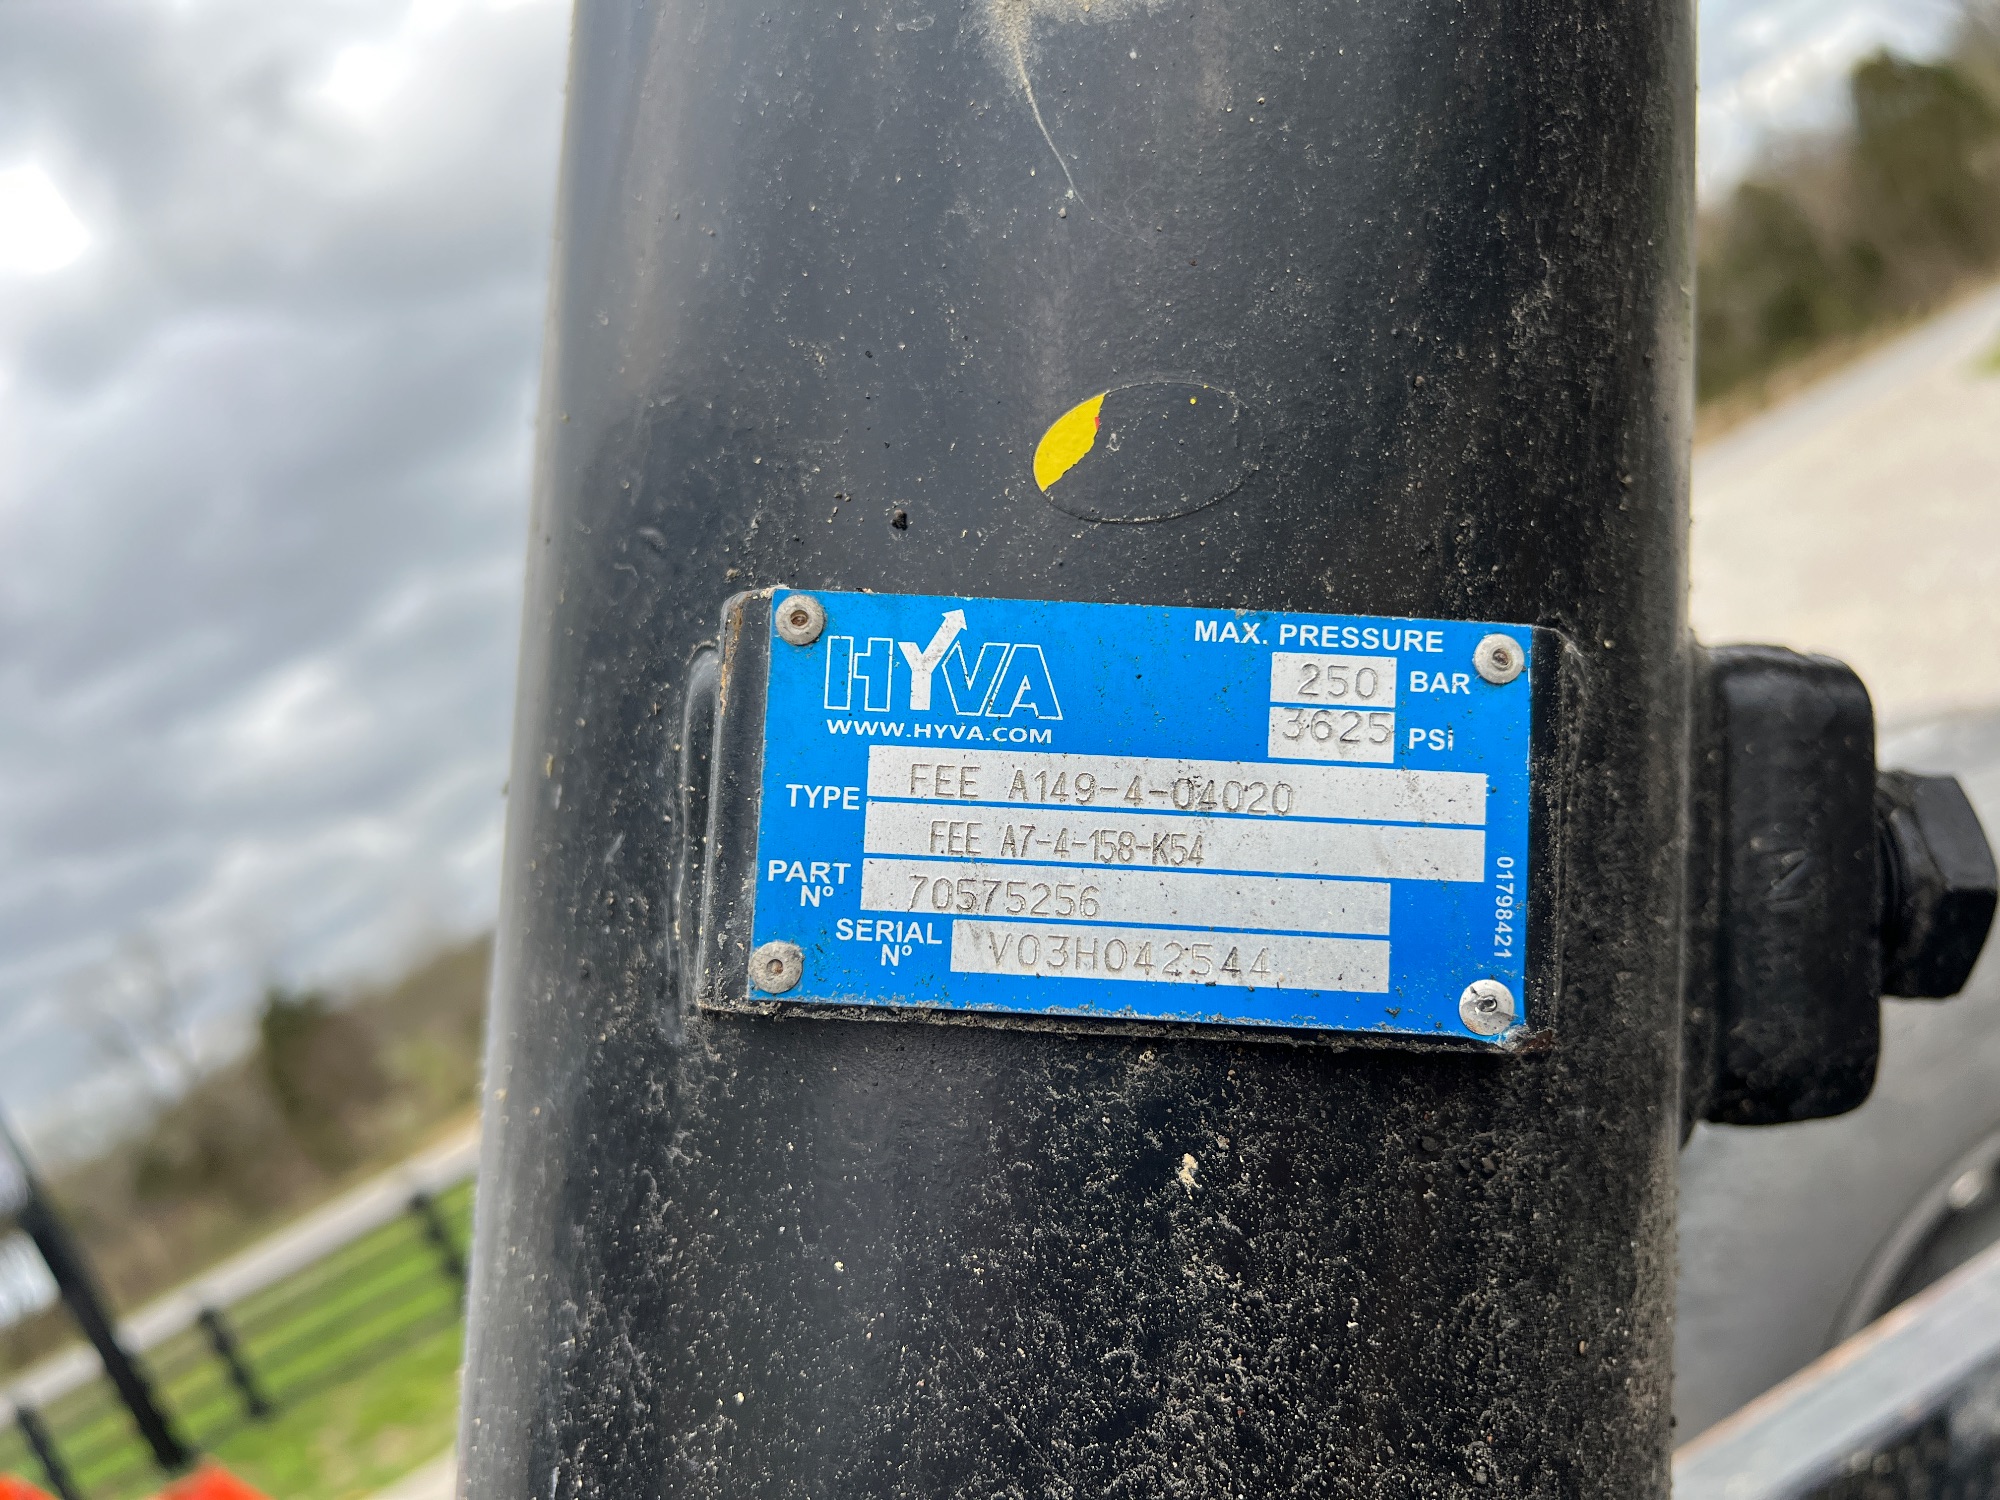 HYVA
WWW.HYVA.COM
MAX. PRESSURE
250 BAR
3625 PSi
TYPE FEE A149-4-04020
FEE A7-4-158-K54
PART Nº 70575256
SERIAL Nº V03H042544
01798421